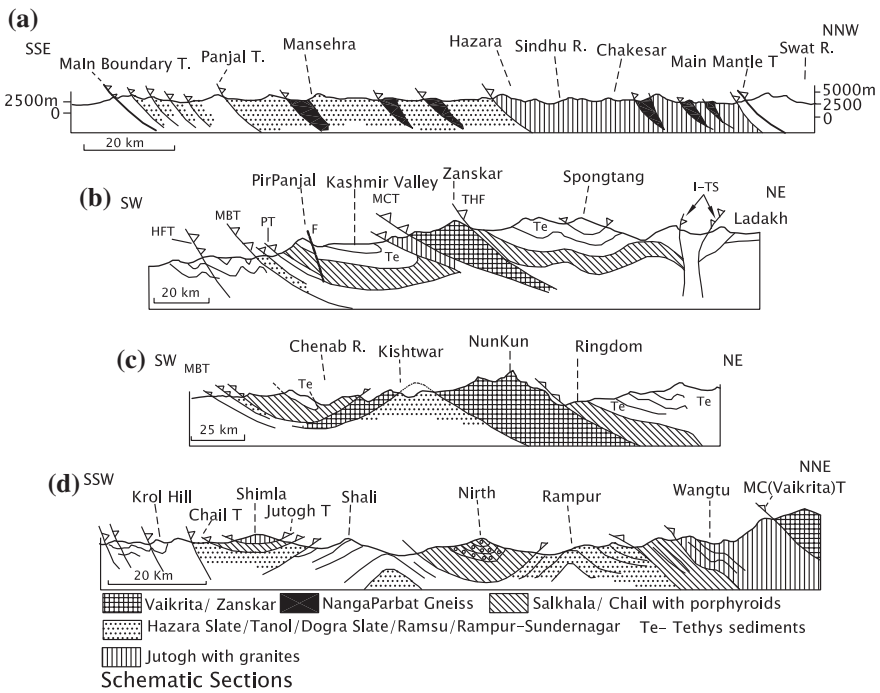 (a)
SSE
NNW
Main Boundary T.
Panjal T.
Mansehra
Hazara
Sindhu R.
Chakesar
Main Mantle T
Swat R.
2500m
0
5000m
2500
0
20 km
(b)
SW
NE
HFT
MBT
PT
PirPanjal
F
Kashmir Valley
MCT
Zanskar
THF
Spongtang
I-TS
Ladakh
Te
Te
20 km
(c)
SW
NE
MBT
Chenab R.
Kishtwar
NunKun
Ringdom
Te
Te
Te
25 km
(d)
SSW
NNE
Krol Hill
Chail T
Shimla
Jutogh T
Shali
Nirth
Rampur
Wangtu
MC(Vaikrita)T
20 km
Vaikrita/ Zanskar
NangaParbat Gneiss
Salkhala/ Chail with porphyroids
Hazara Slate/Tanol/Dogra Slate/Ramsu/Rampur-Sundernagar
Te- Tethys sediments
Jutogh with granites
Schematic Sections